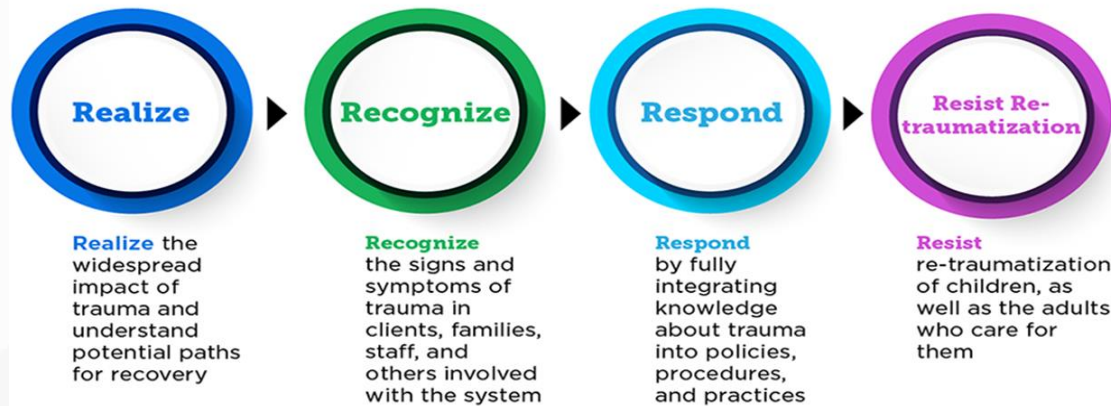 Realize
Recognize
Respond
Resist Re-
traumatization
Realize the
widespread
impact of
trauma and
understand
potential paths
for recovery
Recognize
the signs and
symptoms of
trauma in
clients, families,
staff, and
others involved
with the system
Respond
by fully
integrating
knowledge
about trauma
into policies,
procedures,
and practices
Resist
re-traumatization
of children, as
well as the adults
who care for
them